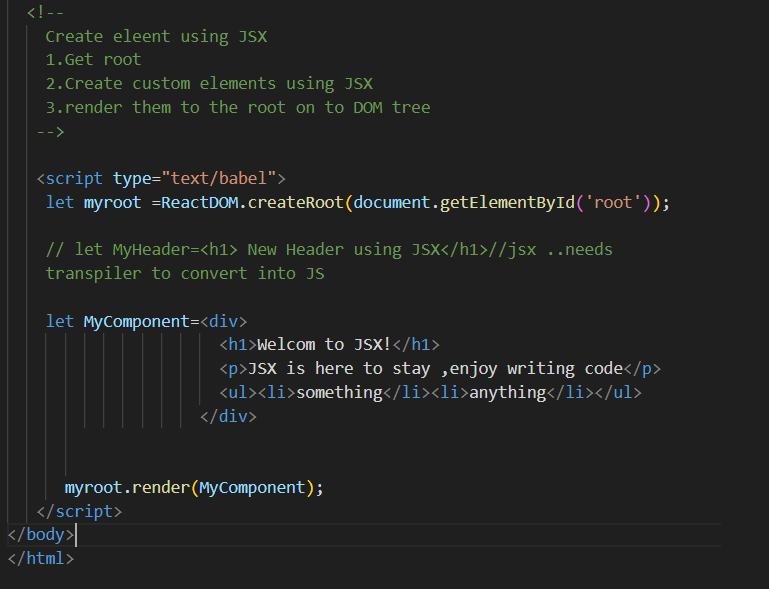 <!--
Create eleent using JSX
1.Get root
2.Create custom elements using JSX
3.render them to the root on to DOM tree
-->
<script type="text/babel">
let myroot =ReactDOM.createRoot(document.getElementById('root'));
// let MyHeader=<h1> New Header using JSX</h1>//jsx ..needs
transpiler to convert into JS
let MyComponent=<div>
<h1>Welcom to JSX!</h1>
<p>JSX is here to stay ,enjoy writing code</p>
<ul><li>something</li><li>anything</li></ul>
</div>
myroot.render(MyComponent);
</script>
</body>
</html>